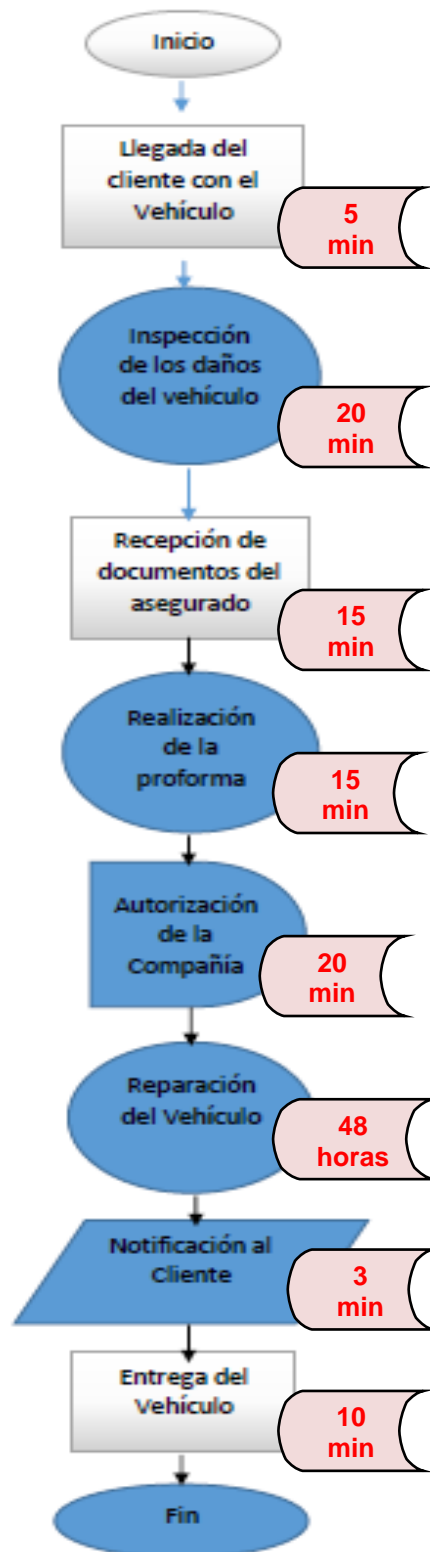 Inicio
Llegada del
cliente con el
Vehículo
5
min
Inspección
de los daños
del vehículo
20
min
Recepción de
documentos del
asegurado
15
min
Realización
de la
proforma
15
min
Autorización
de la
Compañía
20
min
Reparación
del Vehículo
48
horas
Notificación al
Cliente
3
min
Entrega del
Vehículo
10
min
Fin